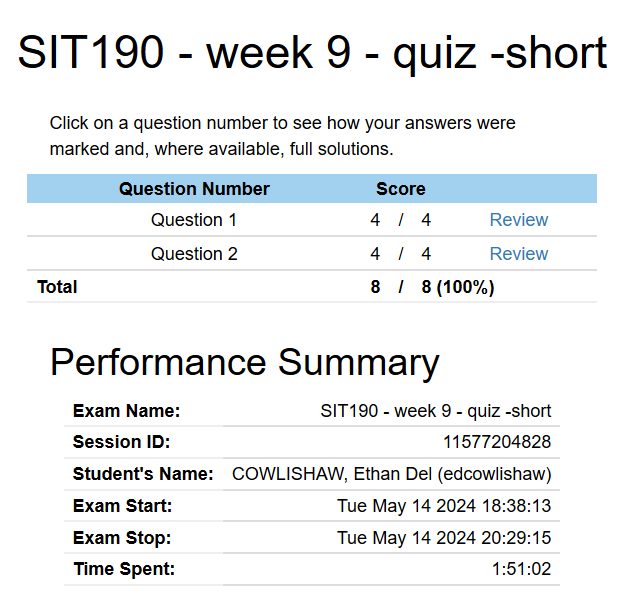 SIT190 - week 9 - quiz -short
Click on a question number to see how your answers were
marked and, where available, full solutions.
Question Number Score
Question 1 4 / 4 Review
Question 2 4 / 4 Review
Total 8 / 8 (100%)
Performance Summary
Exam Name: SIT190 - week 9 - quiz -short
Session ID: 11577204828
Student's Name: COWLISHAW, Ethan Del (edcowlishaw)
Exam Start: Tue May 14 2024 18:38:13
Exam Stop: Tue May 14 2024 20:29:15
Time Spent: 1:51:02